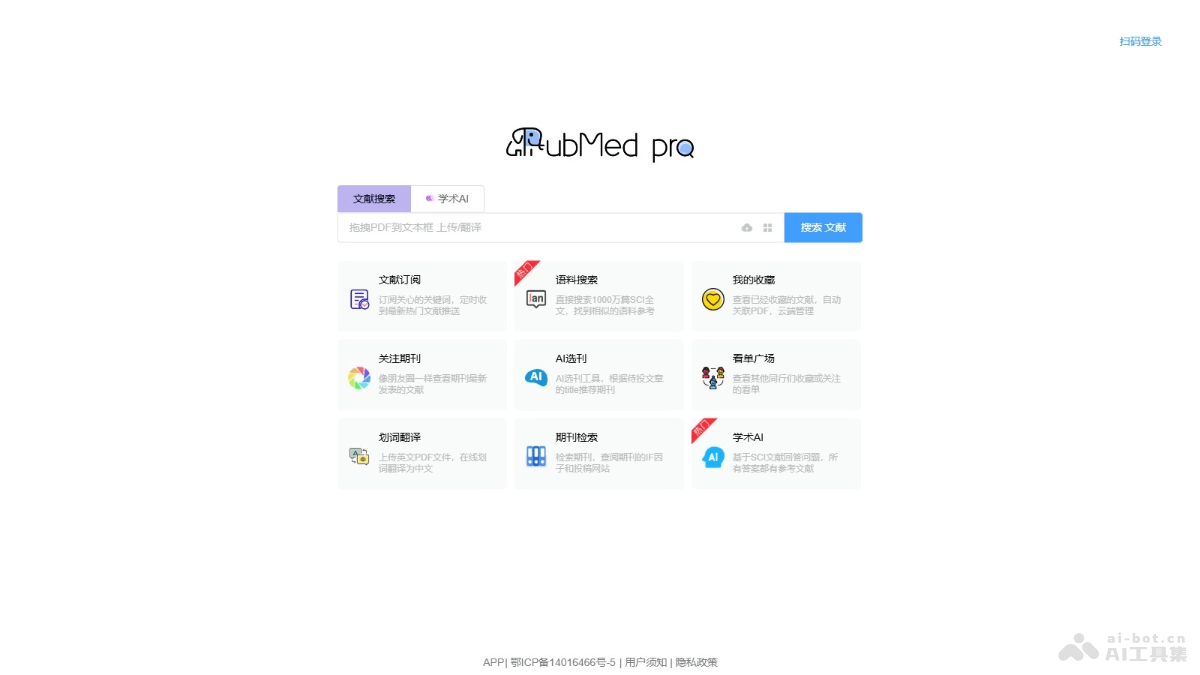 扫码登录
PubMed pro
文献搜索
学术AI
拖拽PDF到文本框 上传/翻译
搜索 文献
文献订阅
订阅关心的关键词，定时收
到最新热门文献推送
热门
语料搜索
lan
直接搜索1000万篇SCI全
文，找到相似的语料参考
我的收藏
查看已经收藏的文献，自动
关联PDF，云端管理
关注期刊
像朋友圈一样查看期刊最新
发表的文献
AI选刊
AI
AI选刊工具，根据待投文章
的title推荐期刊
看单广场
查看其他同行们收藏或关注
的看单
划词翻译
上传英文PDF文件，在线划
词翻译为中文
期刊检索
检索期刊，查阅期刊的IF因
子和投稿网站
热门
学术AI
AI
基于SCI文献回答问题，所
有答案都有参考文献
APP| 鄂ICP备14016466号-5 | 用户须知 | 隐私政策
ai-bot.cn
AI工具集